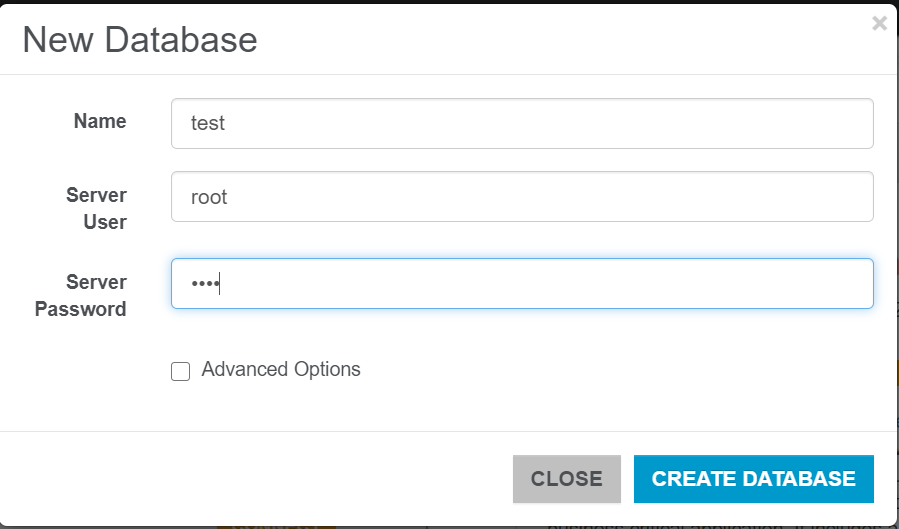 New Database
×
Name
test
Server
User
root
Server
Password
••••
Advanced Options
CLOSE
CREATE DATABASE